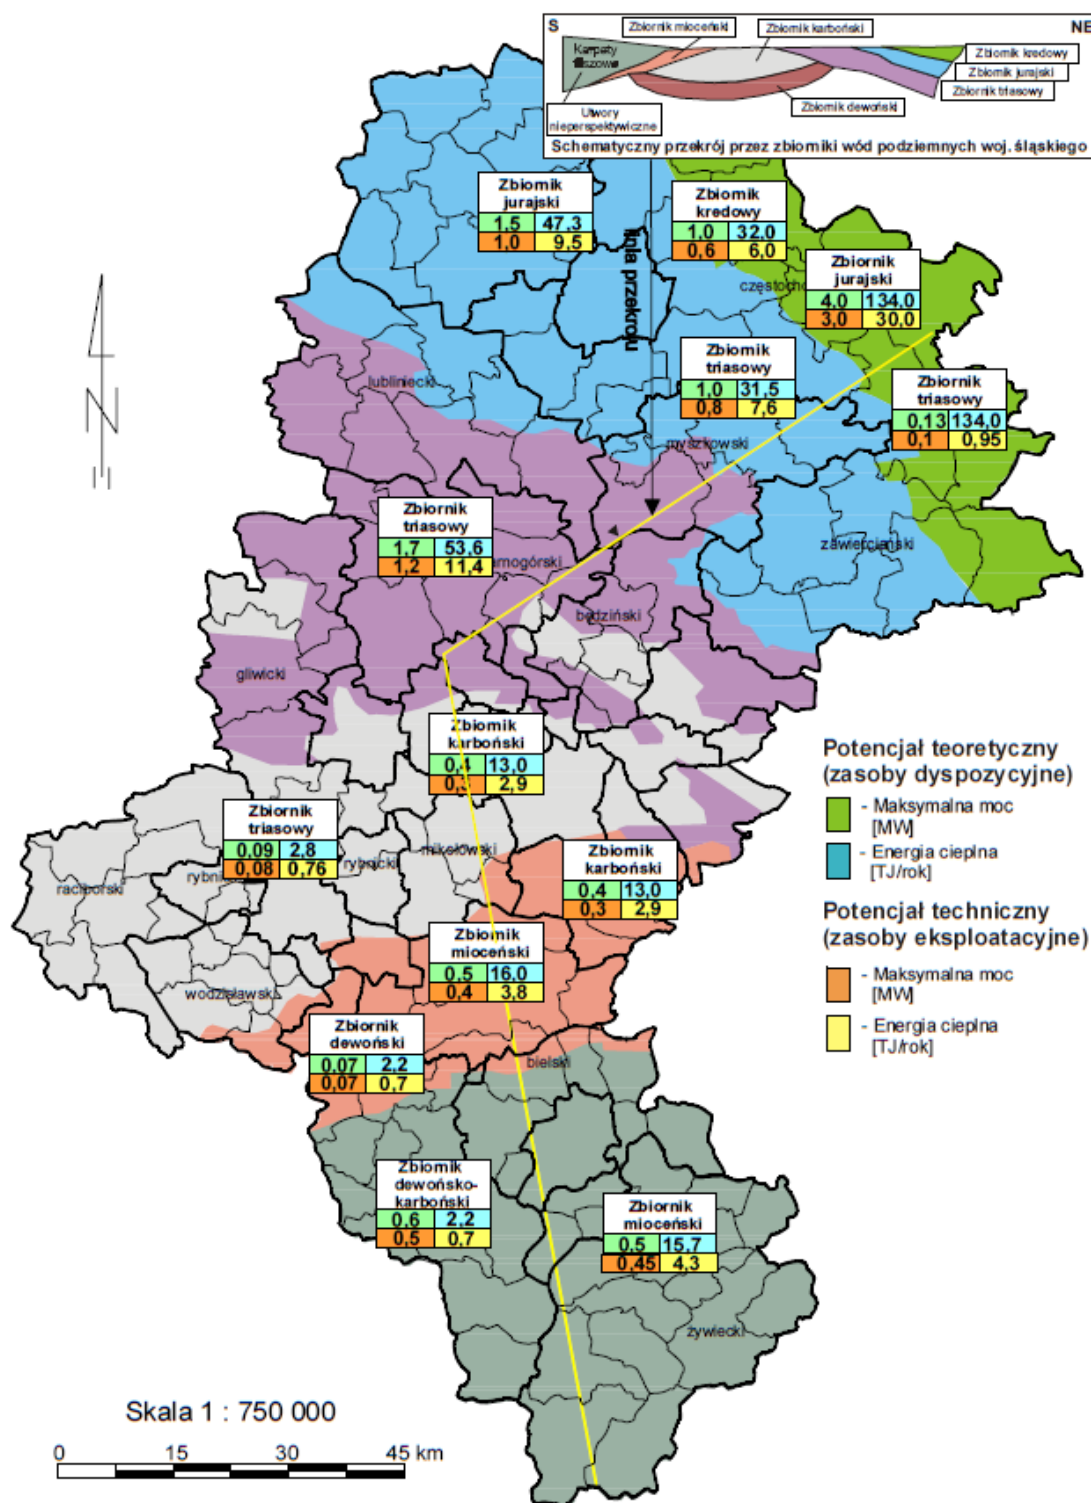 S
NE
Zbiornik mioceński
Zbiornik karboński
Karpaty
fliszowe
Zbiornik kredowy
Zbiornik jurajski
Zbiornik triasowy
Zbiornik dewoński
Utwory
nieperspektywiczne
Schematyczny przekrój przez zbiorniki wód podziemnych woj. śląskiego
Zbiornik
jurajski
1.5 47.3
1,0 9,5
Zbiornik
kredowy
1.0 32.0
0,6 6,0
linia przekroju
często
Zbiornik
jurajski
4,0 134.0
3,0 30,0
Zbiornik
triasowy
1,0 31,5
0,8 7,6
Zbiornik
triasowy
0,13 134,0
0,1 0,95
lubliniecki
myszkowski
N
Zbiornik
triasowy
1.7 53.6
1,2 11,4
amogórski
zawierciański
będziński
gliwicki
Zbiornik
karboński
0,4 13,0
0,3 2,9
Potencjał teoretyczny
(zasoby dyspozycyjne)
- Maksymalna moc
[MW]
- Energia cieplna
[TJ/rok]
Potencjał techniczny
(zasoby eksploatacyjne)
- Maksymalna moc
[MW]
- Energia cieplna
[TJ/rok]
Zbiornik
triasowy
0,09 2,8
0,08 0,76
raciborski
rybni
rybnicki
mikołowski
Zbiornik
karboński
0,4 13,0
0,3 2,9
Zbiornik
mioceński
0,5 16,0
0,4 3,8
wodzisławski
Zbiornik
dewoński
0,07 2,2
0,07 0,7
bielski
Zbiornik
dewońsko-
karboński
0,6 2,2
0,5 0,7
Zbiornik
mioceński
0,5 15,7
0,45 4,3
żywiecki
Skala 1 : 750 000
0 15 30 45 km